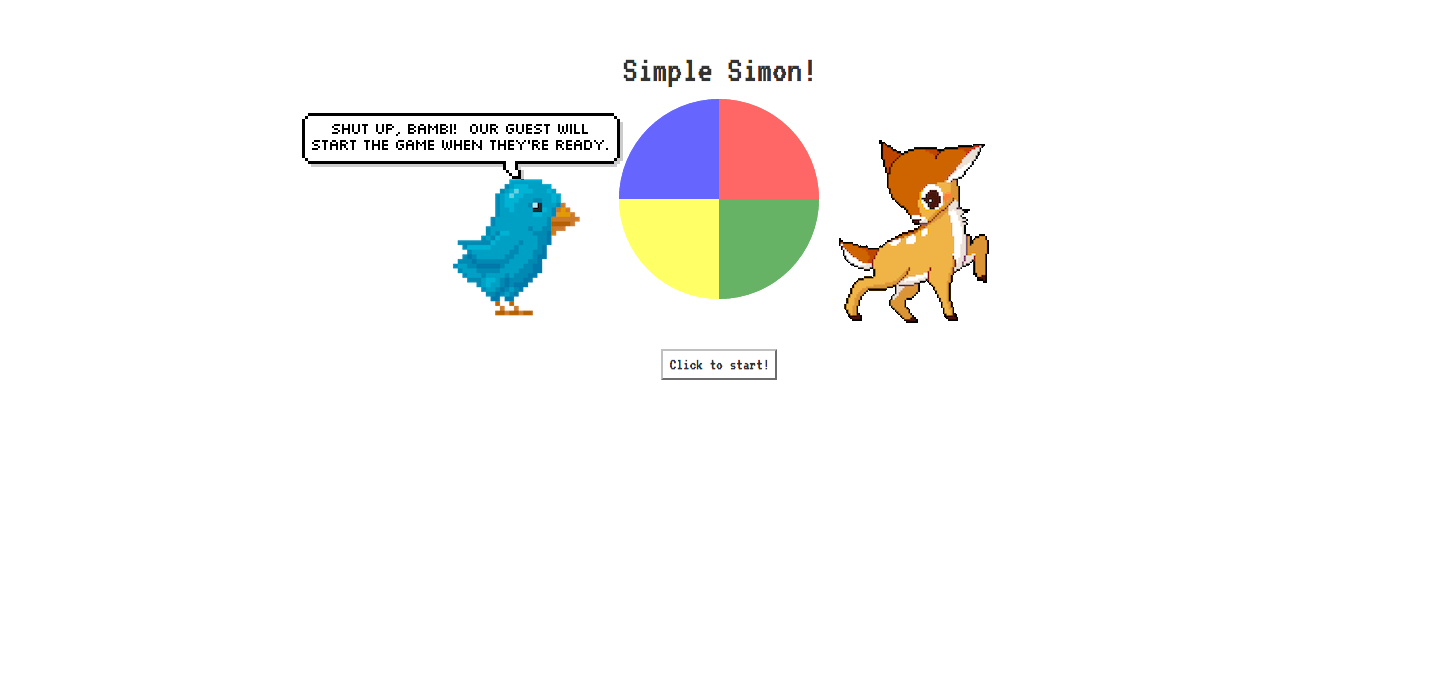 Simple Simon!
SHUT UP, BAMBI!  OUR GUEST WILL
START THE GAME WHEN THEY'RE READY.
Click to start!